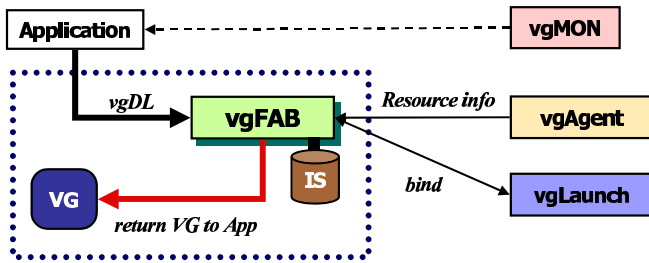 Application
vgMON
vgDL
Resource info
vgFAB
vgAgent
IS
bind
VG
vgLaunch
return VG to App